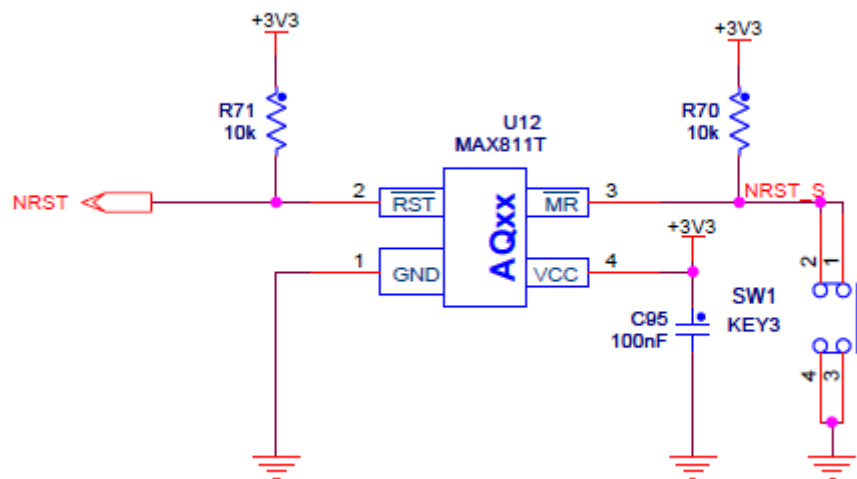 +3V3
+3V3
R71
10k
R70
10k
U12
MAX811T
NRST
2
RST
MR
3
NRST_S
AQxx
+3V3
1
GND
VCC
4
2
1
SW1
KEY3
C95
100nF
4
3